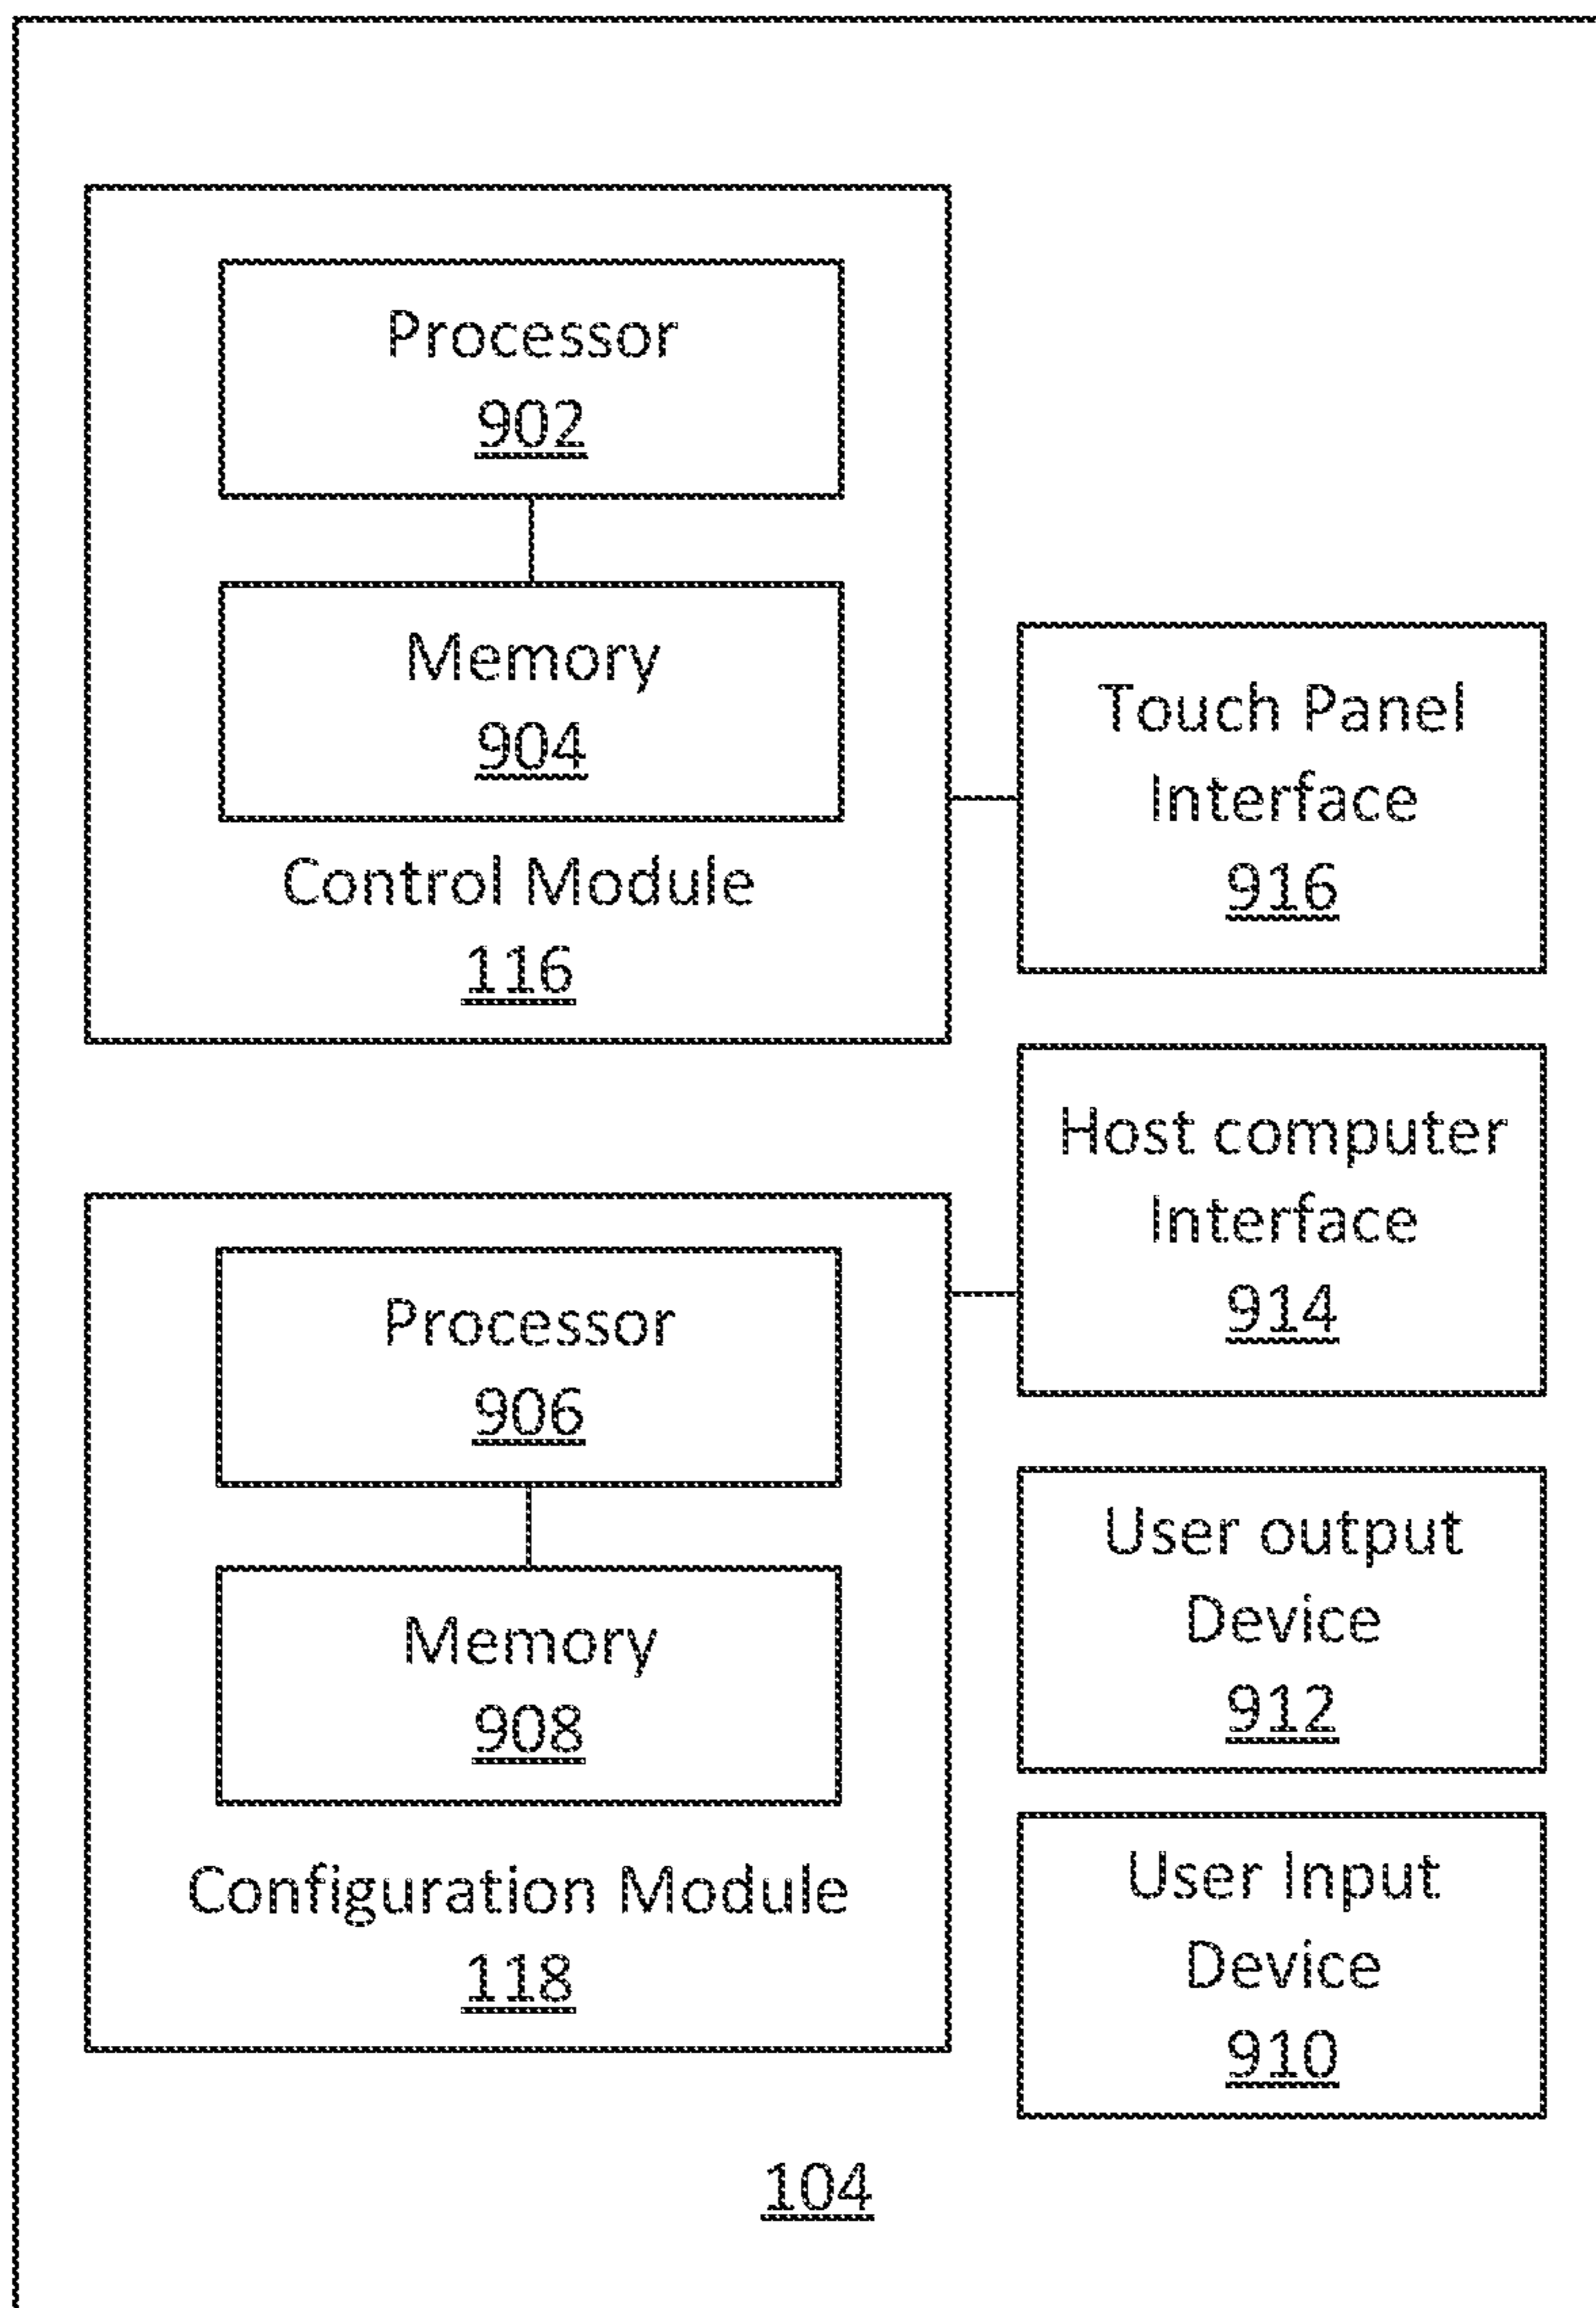 Processor
902
Memory
904
Control Module
116
Touch Panel
Interface
916
Host computer
Interface
914
Processor
906
Memory
908
Configuration Module
118
User output
Device
912
User Input
Device
910
104